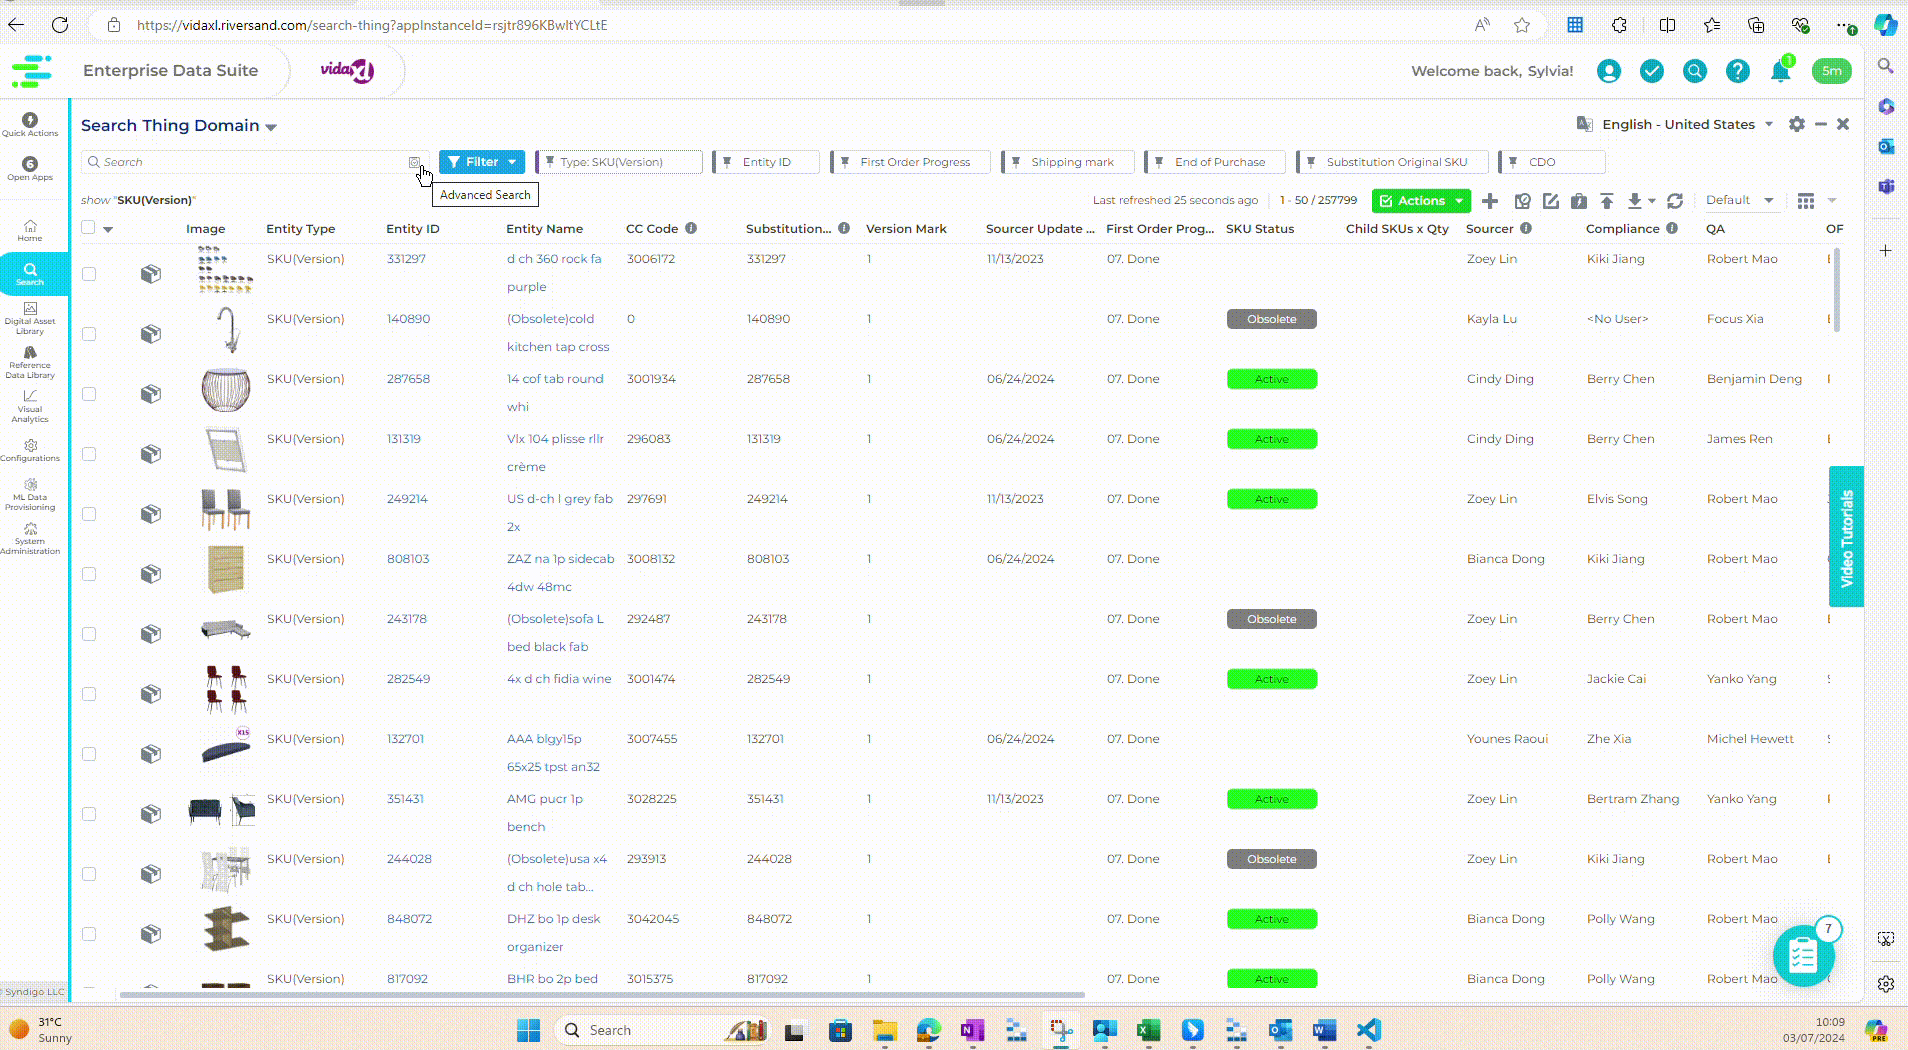 https://vidaxl.riversand.com/search-thing?appInstanceId=rsjtr896KBwItYCLtE
Enterprise Data Suite
vidaXL
Welcome back, Sylvia!
1
5m
Quick Actions
6
Open Apps
Home
Search
Digital Asset
Library
Reference
Data Library
Visual
Analytics
Configurations
ML Data
Provisioning
System
Administration
Syndigo LLC
Search Thing Domain
English - United States
Search
Filter
Type: SKU(Version)
Entity ID
First Order Progress
Shipping mark
End of Purchase
Substitution Original SKU
CDO
Advanced Search
show "SKU(Version)"
Last refreshed 25 seconds ago
1 - 50 / 257799
Actions
Default
Image Entity Type Entity ID Entity Name CC Code Substitution... Version Mark Sourcer Update ... First Order Prog... SKU Status Child SKUs x Qty Sourcer Compliance QA OF
SKU(Version) 331297 d ch 360 rock fa 3006172 331297 1 11/13/2023 07. Done Zoey Lin Kiki Jiang Robert Mao
purple
SKU(Version) 140890 (Obsolete)cold 0 140890 1 07. Done Obsolete Kayla Lu <No User> Focus Xia
kitchen tap cross
SKU(Version) 287658 14 cof tab round 3001934 287658 1 06/24/2024 07. Done Active Cindy Ding Berry Chen Benjamin Deng
whi
SKU(Version) 131319 Vlx 104 plisse rllr 296083 131319 1 06/24/2024 07. Done Active Cindy Ding Berry Chen James Ren
crème
SKU(Version) 249214 US d-ch l grey fab 297691 249214 1 11/13/2023 07. Done Active Zoey Lin Elvis Song Robert Mao
2x
SKU(Version) 808103 ZAZ na 1p sidecab 3008132 808103 1 06/24/2024 07. Done Bianca Dong Kiki Jiang Robert Mao
4dw 48mc
SKU(Version) 243178 (Obsolete)sofa L 292487 243178 1 07. Done Obsolete Zoey Lin Berry Chen Robert Mao
bed black fab
SKU(Version) 282549 4x d ch fidia wine 3001474 282549 1 07. Done Active Zoey Lin Jackie Cai Yanko Yang
X15
SKU(Version) 132701 AAA blgy15p 3007455 132701 1 06/24/2024 07. Done Younes Raoui Zhe Xia Michel Hewett
65x25 tpst an32
SKU(Version) 351431 AMG pucr 1p 3028225 351431 1 11/13/2023 07. Done Active Zoey Lin Bertram Zhang Yanko Yang
bench
SKU(Version) 244028 (Obsolete)usa x4 293913 244028 1 07. Done Obsolete Zoey Lin Kiki Jiang Robert Mao
d ch hole tab...
SKU(Version) 848072 DHZ bo 1p desk 3042045 848072 1 07. Done Active Bianca Dong Polly Wang Robert Mao
organizer
SKU(Version) 817092 BHR bo 2p bed 3015375 817092 1 07. Done Active Bianca Dong Polly Wang Robert Mao
Video Tutorials
7
31°C
Sunny
Search
10:09
03/07/2024
PRE